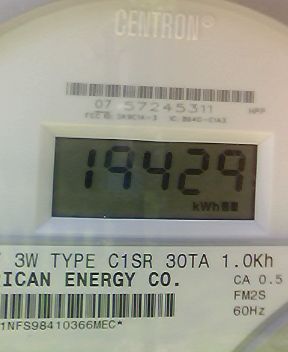 CENTRON®
07 57245311
19429
kWh
3W TYPE C1SR 30TA 1.0Kh
RICAN ENERGY CO.
CA 0.5
FM2S
60Hz
1NFS98410366MEC*